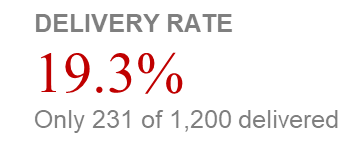 DELIVERY RATE
19.3%
Only 231 of 1,200 delivered